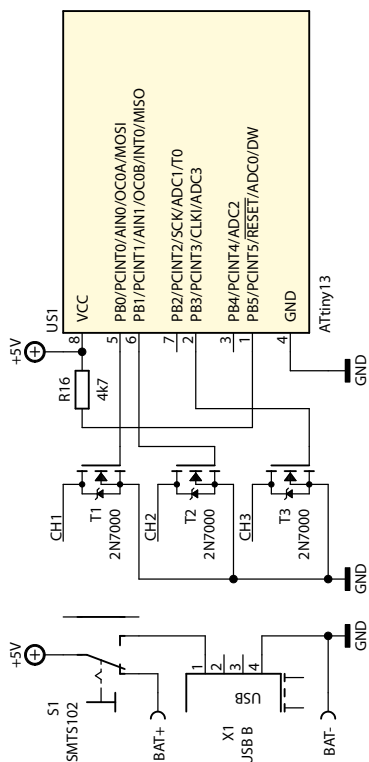 US1
VCC
8
PB0/PCINT0/AIN0/OC0A/MOSI
5
PB1/PCINT1/AIN1/OC0B/INT0/MISO
6
PB2/PCINT2/SCK/ADC1/T0
7
PB3/PCINT3/CLKI/ADC3
2
PB4/PCINT4/ADC2
3
PB5/PCINT5/RESET/ADC0/DW
1
GND
4
ATtiny13
+5V
R16
4k7
GND
CH1
T1
2N7000
CH2
T2
2N7000
CH3
T3
2N7000
GND
+5V
S1
SMTS102
BAT+
1
2
3
4
USB
X1
USB B
BAT-
GND